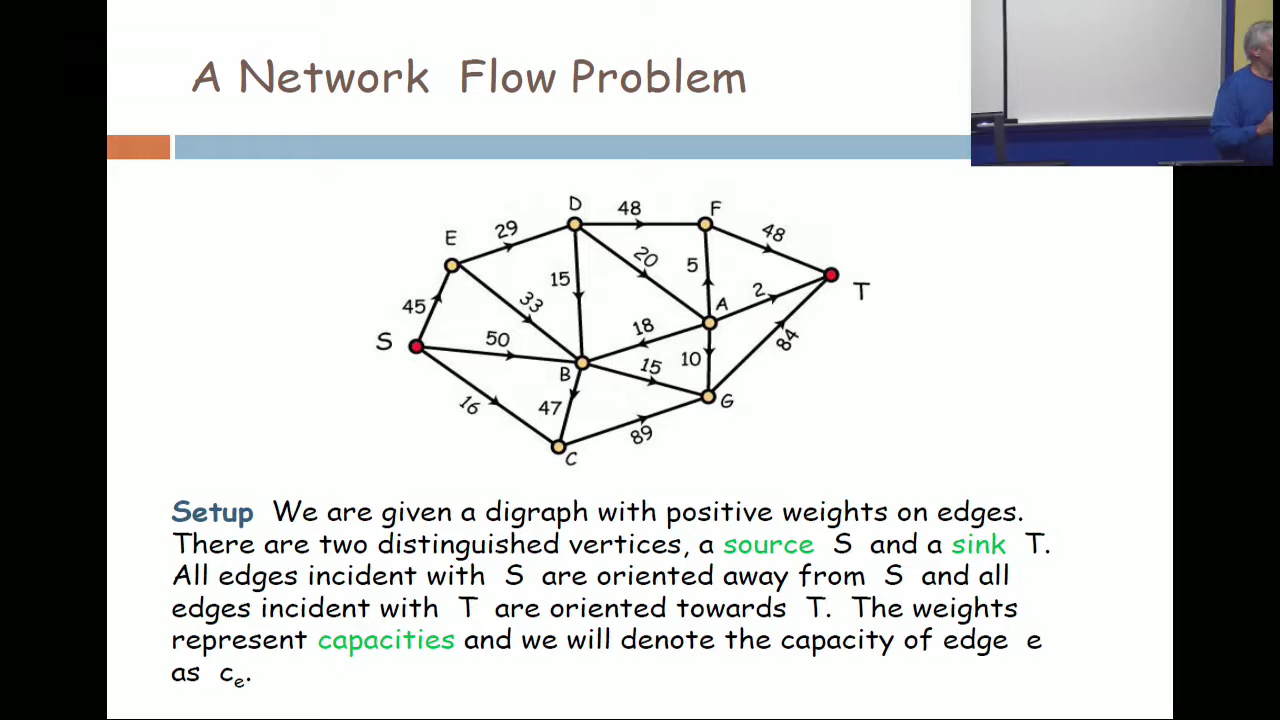 A Network Flow Problem
D
48
F
E
29
48
20
15
5
33
A
2
T
45
18
S
50
84
B
15
10
G
16
47
89
C
Setup We are given a digraph with positive weights on edges.
There are two distinguished vertices, a source S and a sink T.
All edges incident with S are oriented away from S and all
edges incident with T are oriented towards T. The weights
represent capacities and we will denote the capacity of edge e
as cₑ.